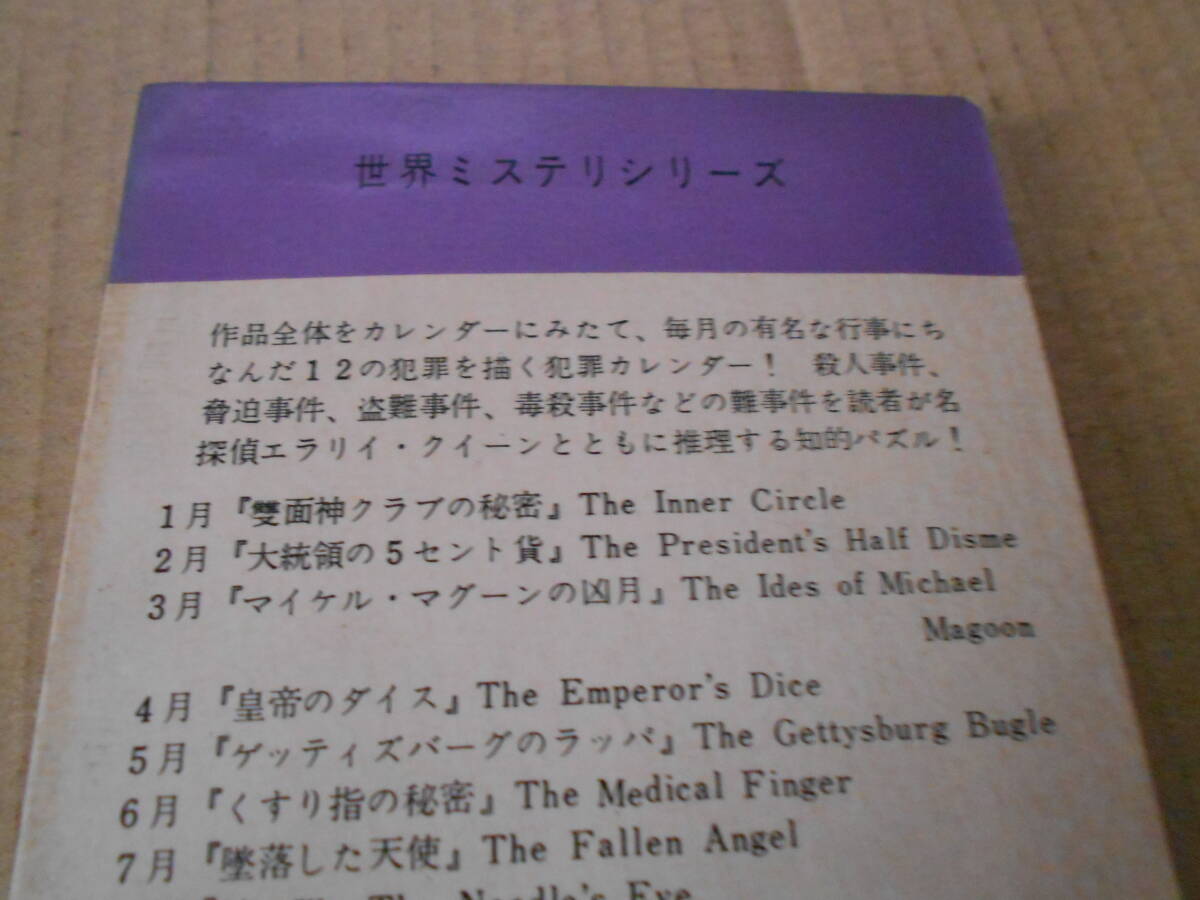 世界ミステリシリーズ
作品全体をカレンダーにみたて、毎月の有名な行事にち
なんだ１２の犯罪を描く犯罪カレンダー！　殺人事件、
脅迫事件、盗難事件、毒殺事件などの難事件を読者が名
探偵エラリイ・クイーンとともに推理する知的パズル！
1月『雙面神クラブの秘密』The Inner Circle
2月『大統領の5セント貨』The President's Half Disme
3月『マイケル・マグーンの凶月』The Ides of Michael
Magoon
4月『皇帝のダイス』The Emperor's Dice
5月『ゲッティズバーグのラッパ』The Gettysburg Bugle
6月『くすり指の秘密』The Medical Finger
7月『墜落した天使』The Fallen Angel
The Needle's Eye